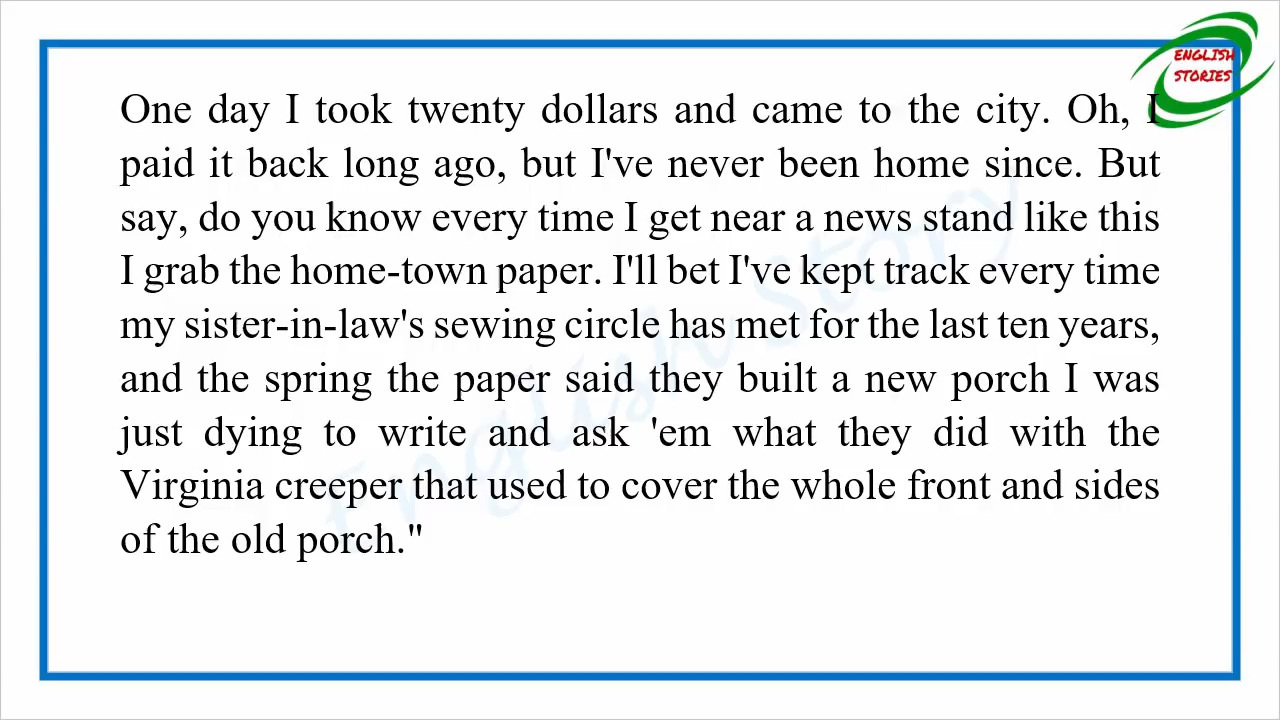 ENGLISH
STORIES
One day I took twenty dollars and came to the city. Oh, I
paid it back long ago, but I've never been home since. But
say, do you know every time I get near a news stand like this
I grab the home-town paper. I'll bet I've kept track every time
my sister-in-law's sewing circle has met for the last ten years,
and the spring the paper said they built a new porch I was
just dying to write and ask 'em what they did with the
Virginia creeper that used to cover the whole front and sides
of the old porch."
English Story